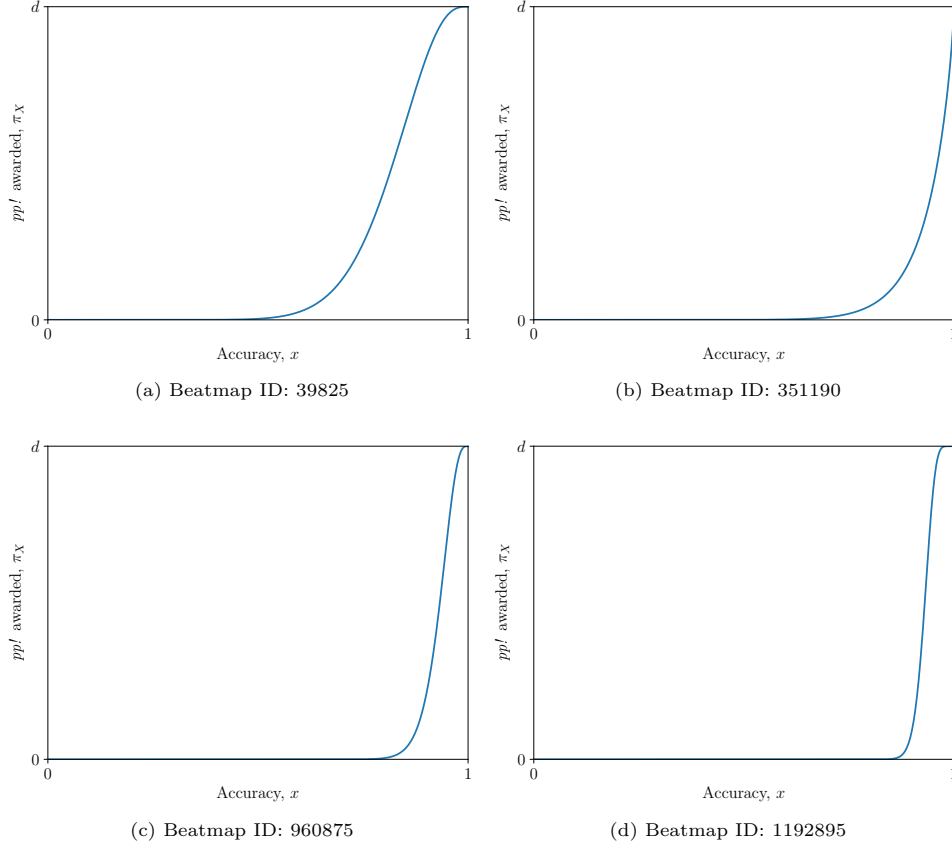 d
pp! awarded, πX
0
0
1
Accuracy, x
(a) Beatmap ID: 39825
d
pp! awarded, πX
0
0
1
Accuracy, x
(b) Beatmap ID: 351190
d
pp! awarded, πX
0
0
1
Accuracy, x
(c) Beatmap ID: 960875
d
pp! awarded, πX
0
0
1
Accuracy, x
(d) Beatmap ID: 1192895